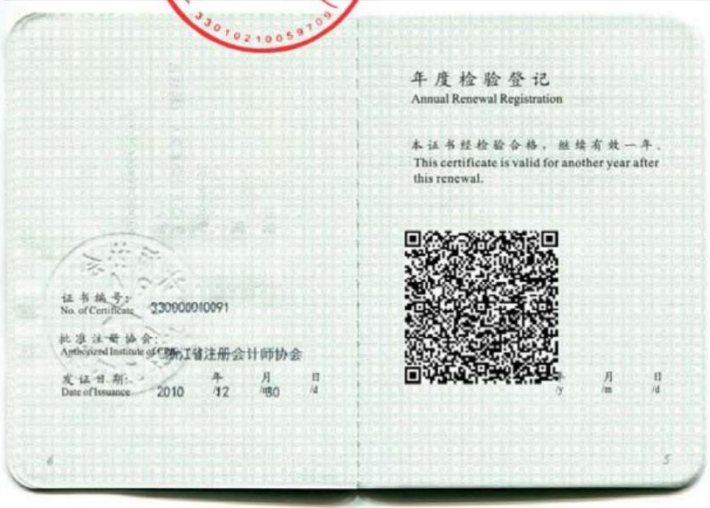 33010210059709
证书编号:
No. of Certificate
330000010091
批准注册协会:
Authorized Institute of CPAs
浙江省注册会计师协会
发证日期:
Date of Issuance
2010 年 12 月 30 日
/y /m /d
6
年度检验登记
Annual Renewal Registration
本证书经检验合格，继续有效一年。
This certificate is valid for another year after
this renewal.
年 月 日
/y /m /d
5